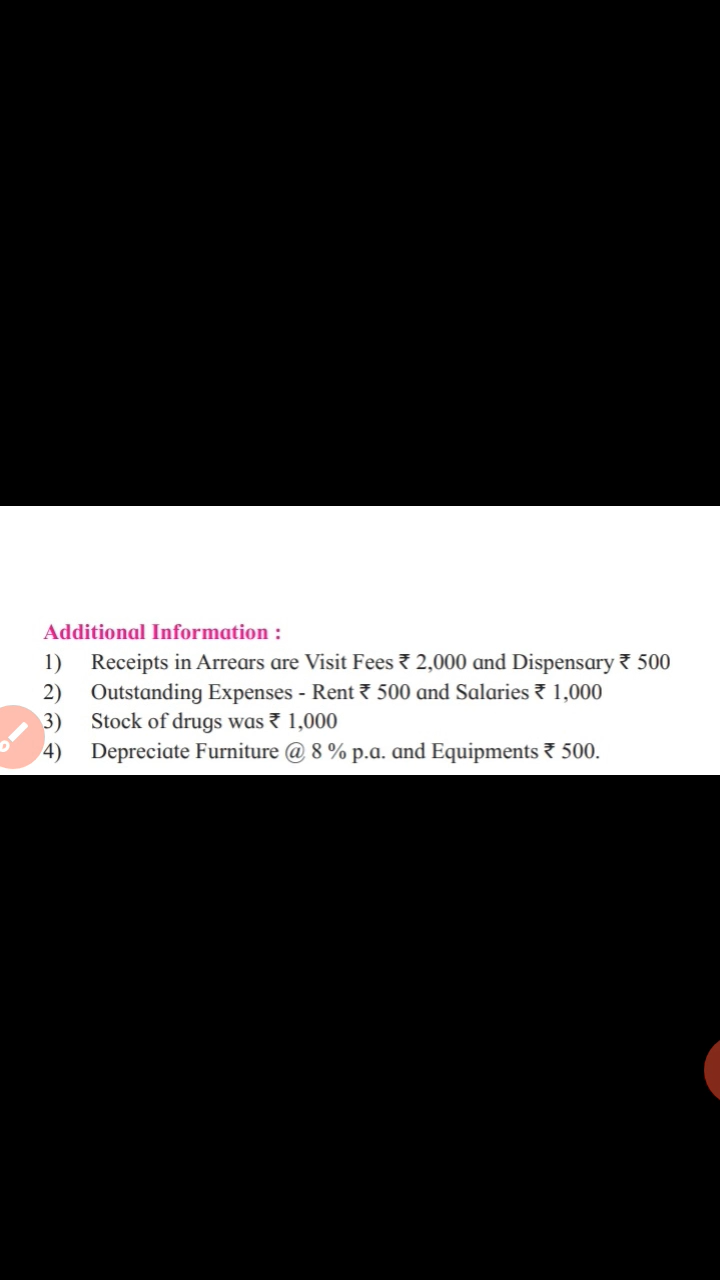 Additional Information :
1) Receipts in Arrears are Visit Fees ₹ 2,000 and Dispensary ₹ 500
2) Outstanding Expenses - Rent ₹ 500 and Salaries ₹ 1,000
3) Stock of drugs was ₹ 1,000
4) Depreciate Furniture @ 8 % p.a. and Equipments ₹ 500.